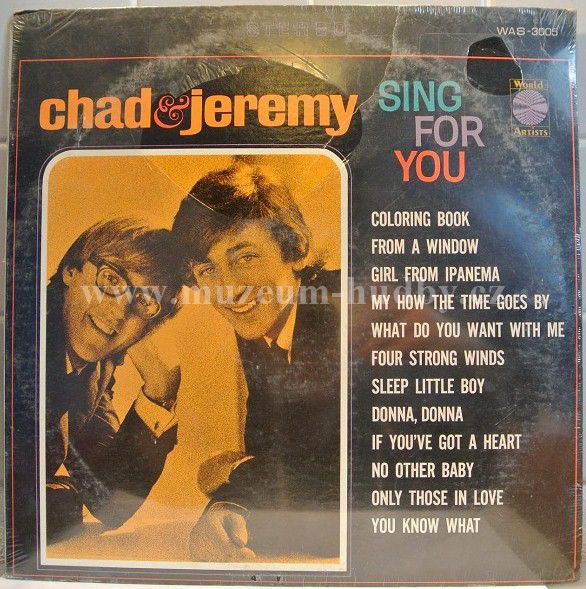 STEREO
WAS-3005
chad & jeremy
SING
FOR
YOU
World
ARTISTS
COLORING BOOK
FROM A WINDOW
GIRL FROM IPANEMA
MY HOW THE TIME GOES BY
WHAT DO YOU WANT WITH ME
FOUR STRONG WINDS
SLEEP LITTLE BOY
DONNA, DONNA
IF YOU'VE GOT A HEART
NO OTHER BABY
ONLY THOSE IN LOVE
YOU KNOW WHAT
www.muzeum-hudby.cz